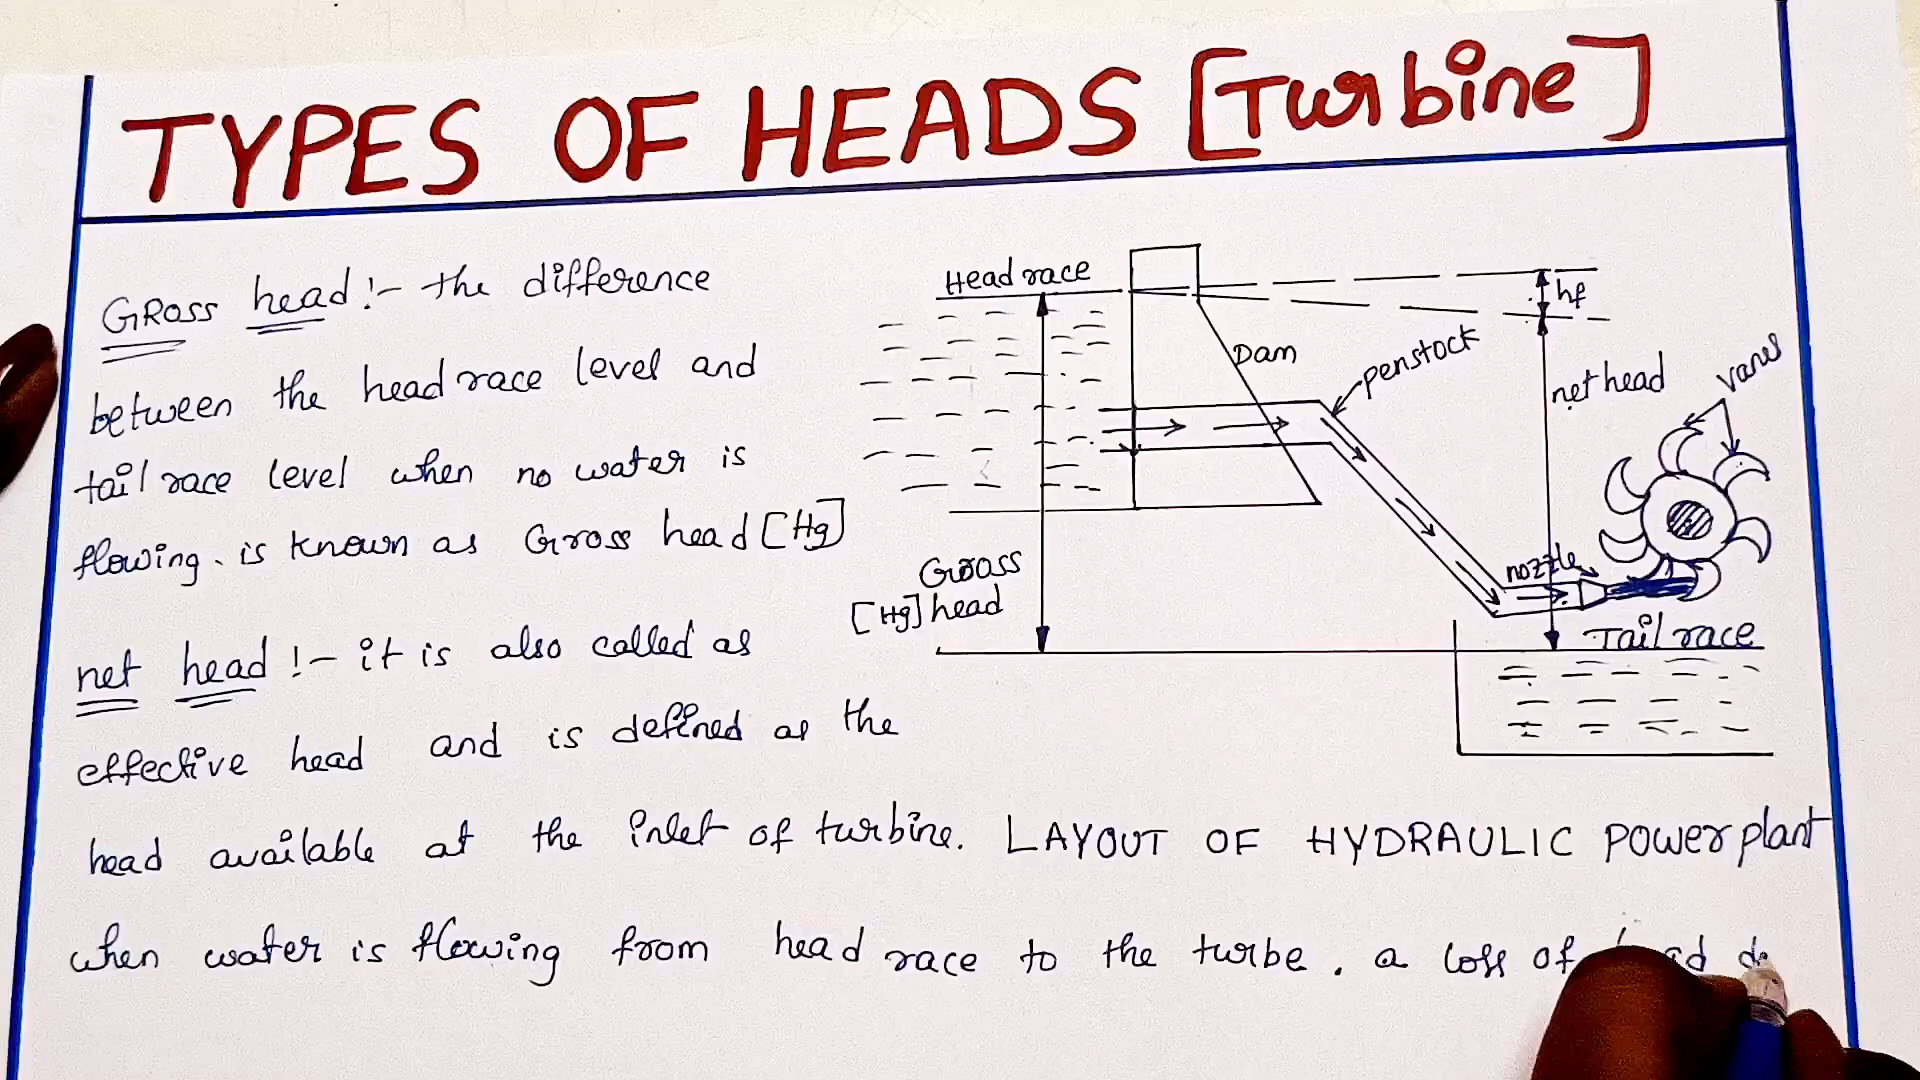 TYPES OF HEADS [Turbine]
GROSS head :- the difference
between the head race level and
tail race level when no water is
flowing. is known as Gross head [Hg]
net head :- it is also called as
effective head and is defined as the
head available at the inlet of turbine.
when water is flowing from head race to the turbe. a loss of
Head race
hf
Dam
penstock
net head
vanes
nozzle
Gross
[Hg] head
Tail race
LAYOUT OF HYDRAULIC Power plant